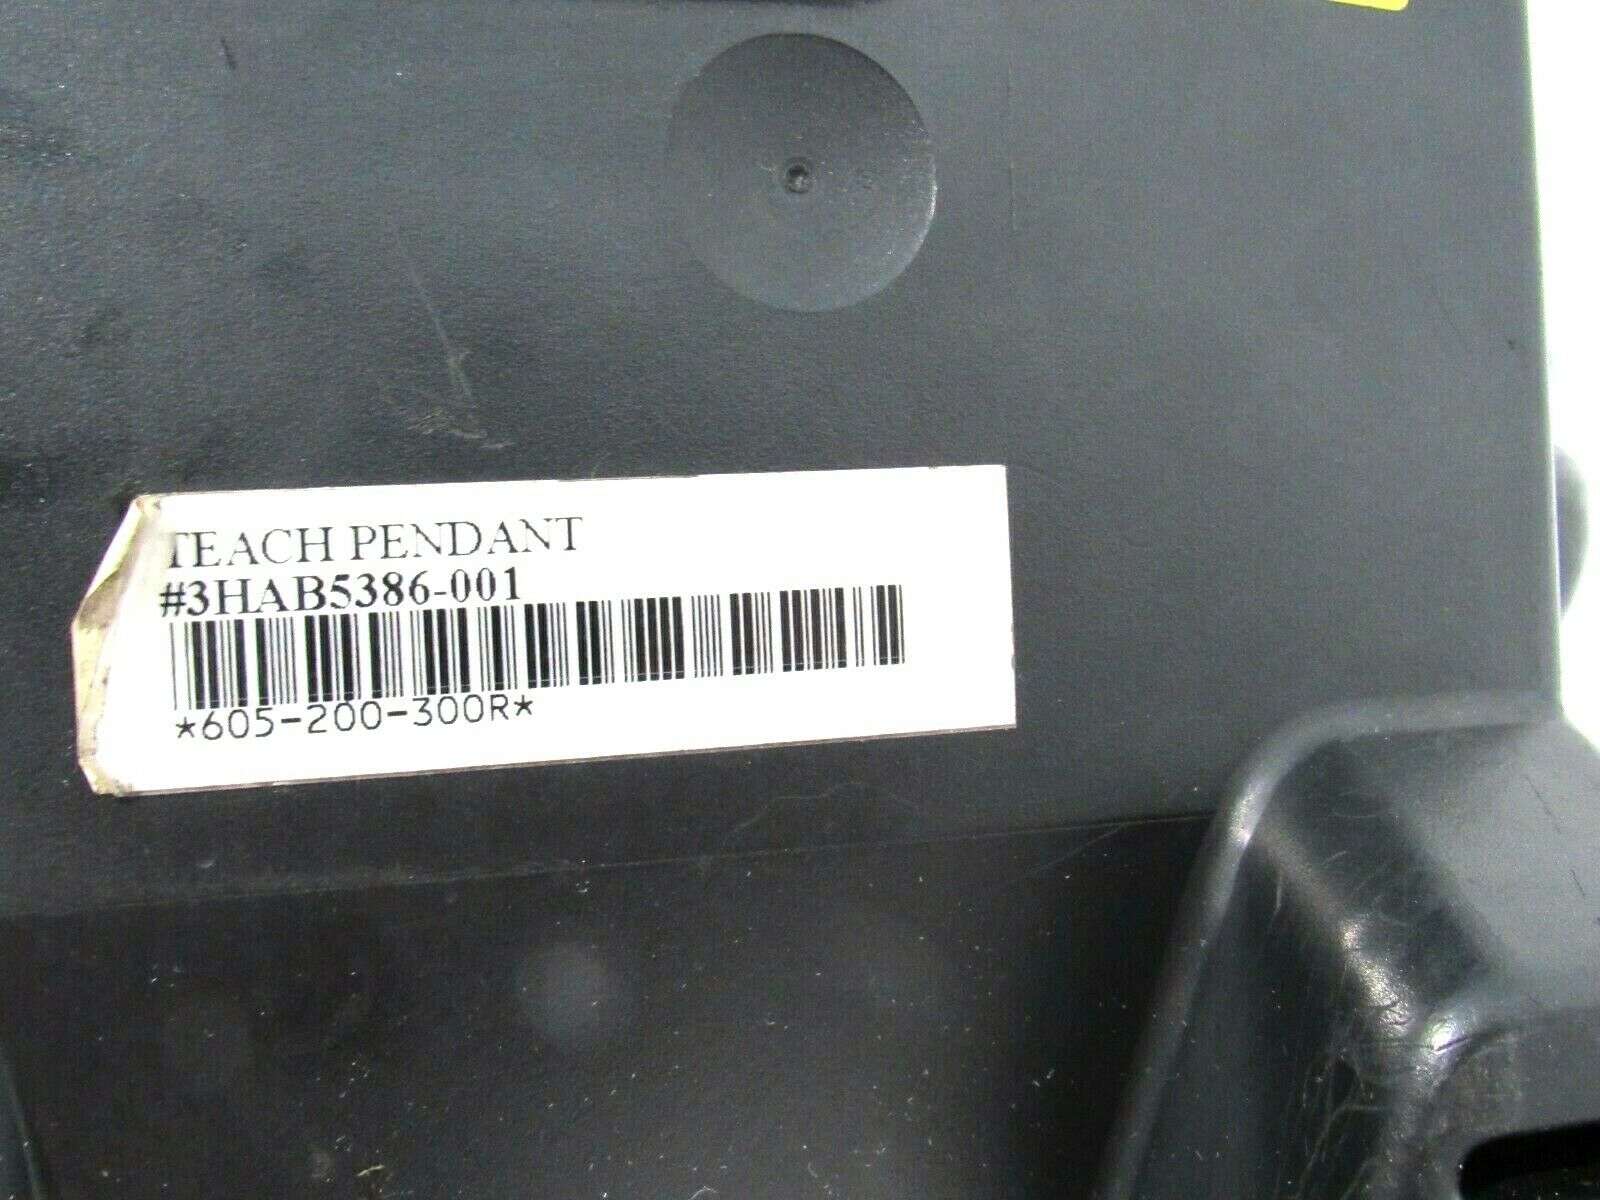 TEACH PENDANT
#3HAB5386-001
*605-200-300R*